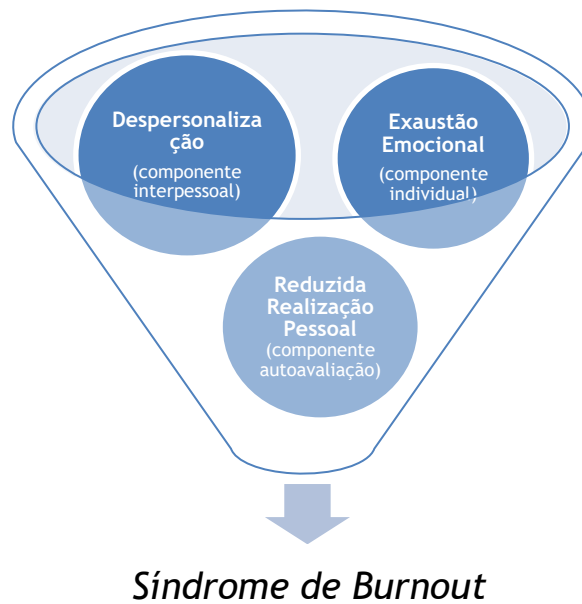 Despersonaliza
ção
(componente
interpessoal)
Exaustão
Emocional
(componente
individual)
Reduzida
Realização
Pessoal
(componente
autoavaliação)
Síndrome de Burnout